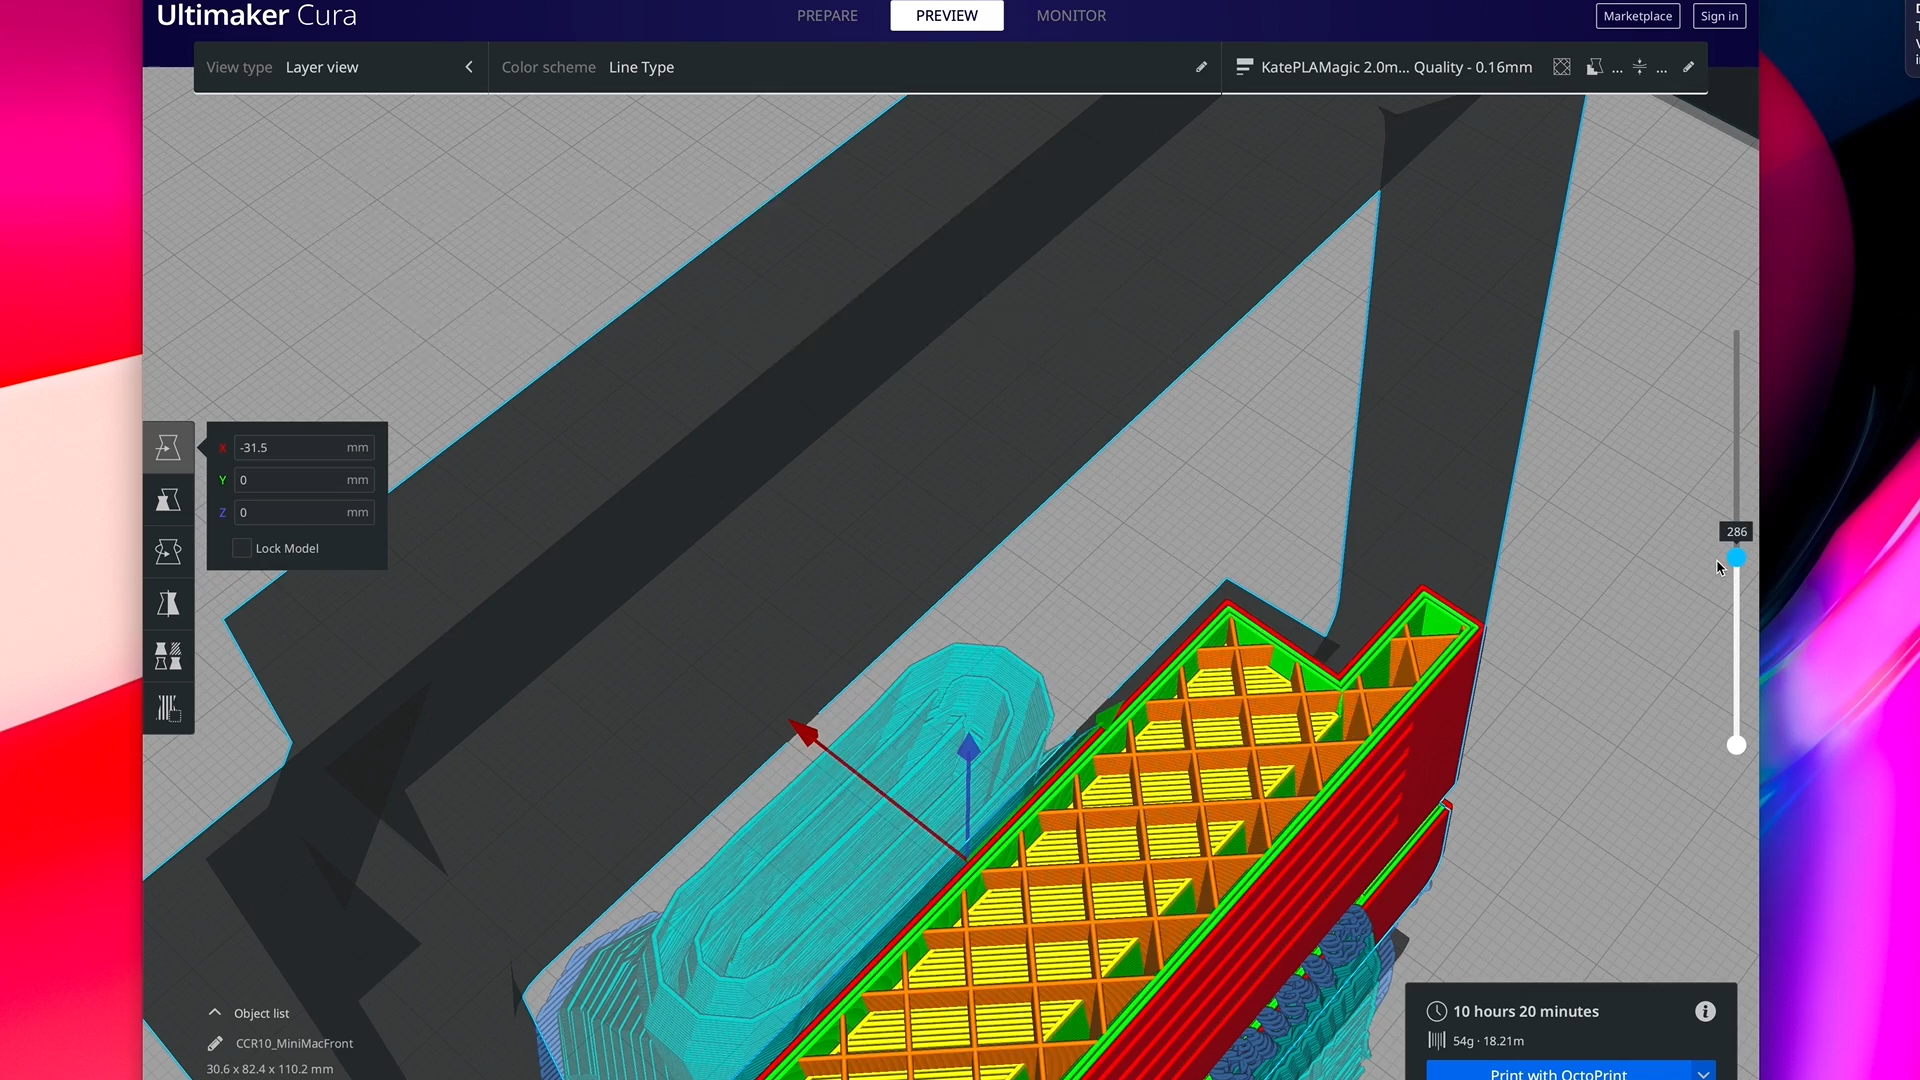 Ultimaker Cura
PREPARE
PREVIEW
MONITOR
Marketplace
Sign in
View type Layer view
Color scheme Line Type
KatePLAMagic 2.0m... Quality - 0.16mm
... ...
X -31.5 mm
Y 0 mm
Z 0 mm
Lock Model
286
Object list
CCR10_MiniMacFront
30.6 x 82.4 x 110.2 mm
10 hours 20 minutes
54g · 18.21m
Print with OctoPrint